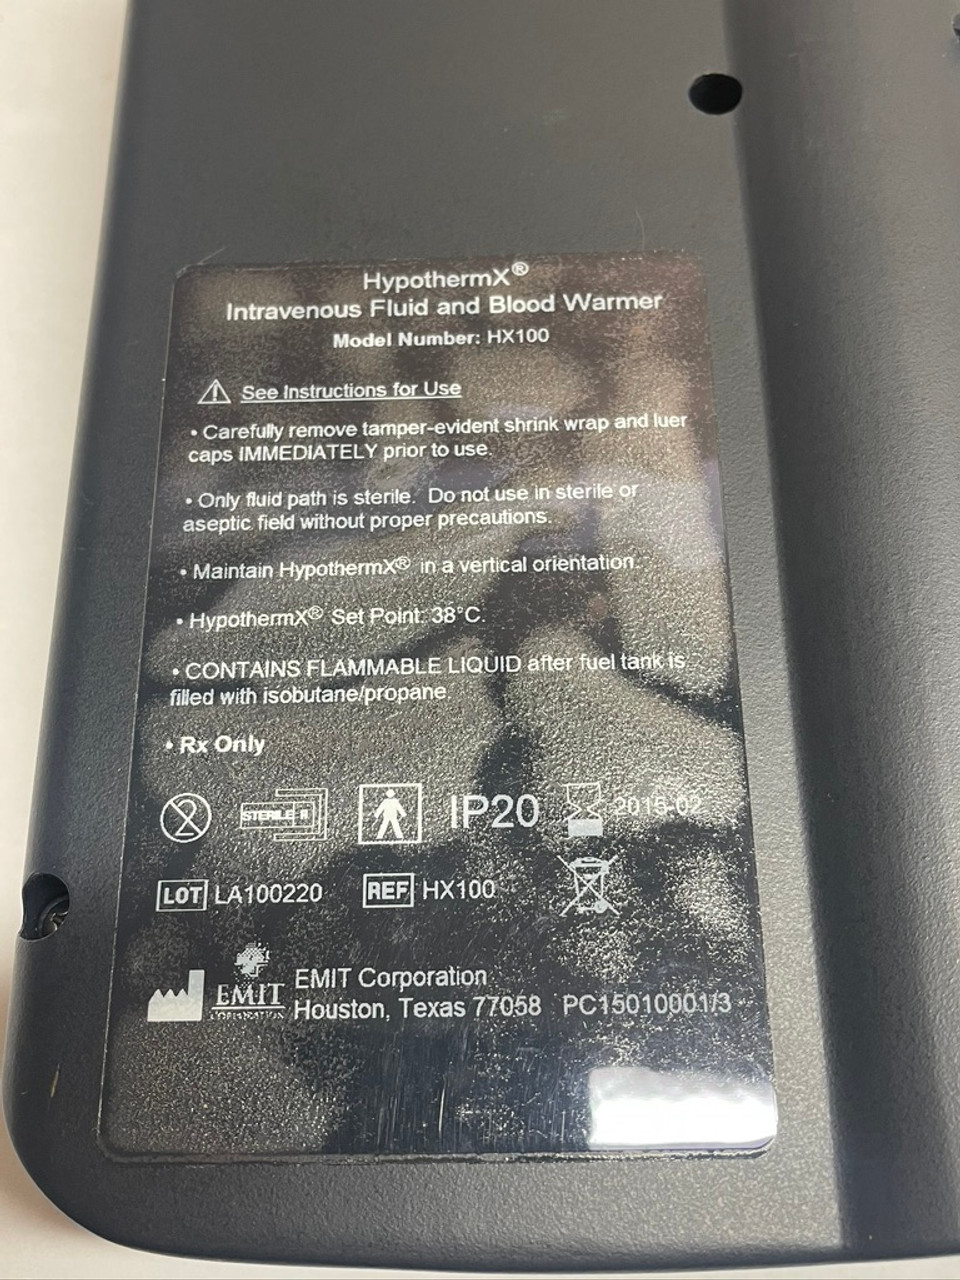 HypothermX®
Intravenous Fluid and Blood Warmer
Model Number: HX100
See Instructions for Use
• Carefully remove tamper-evident shrink wrap and luer
caps IMMEDIATELY prior to use.
• Only fluid path is sterile. Do not use in sterile or
aseptic field without proper precautions.
• Maintain HypothermX® in a vertical orientation.
• HypothermX® Set Point: 38°C.
• CONTAINS FLAMMABLE LIQUID after fuel tank is
filled with isobutane/propane.
• Rx Only
2 STERILE R IP20 2015-02
LOT LA100220 REF HX100
EMIT CORPORATION EMIT Corporation
Houston, Texas 77058 PC15010001/3